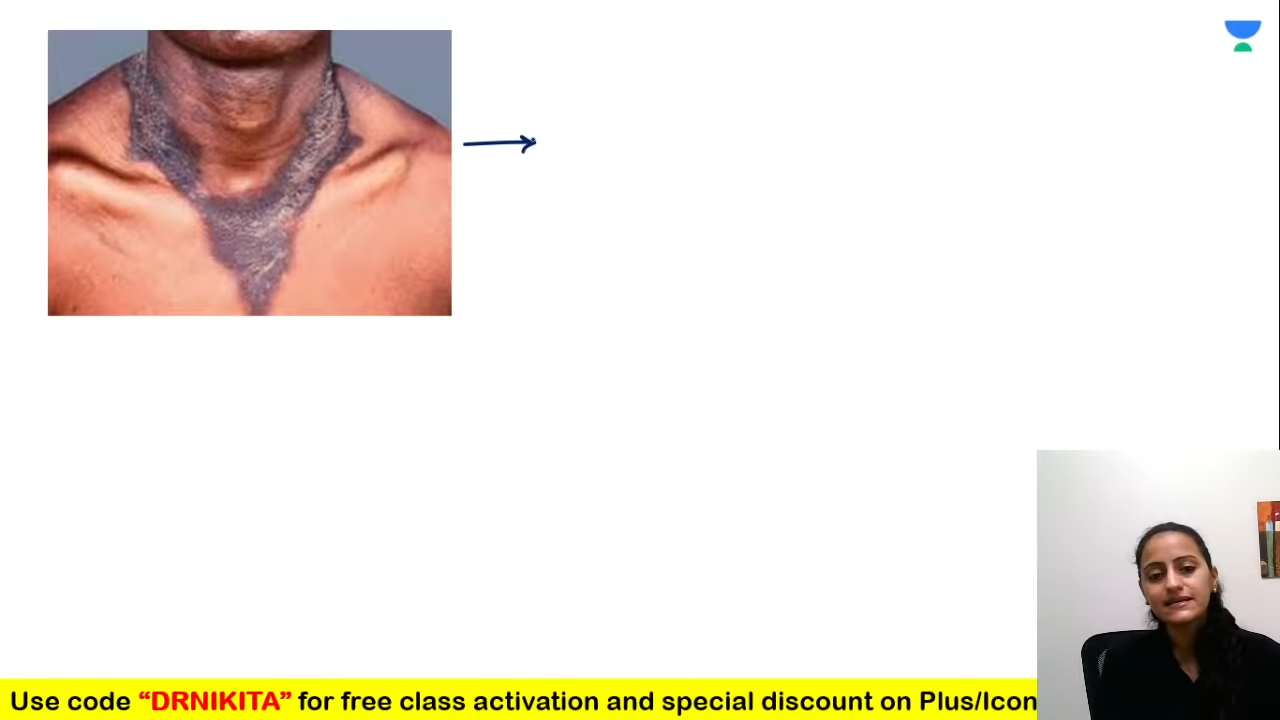 Use code “DRNIKITA” for free class activation and special discount on Plus/Icon